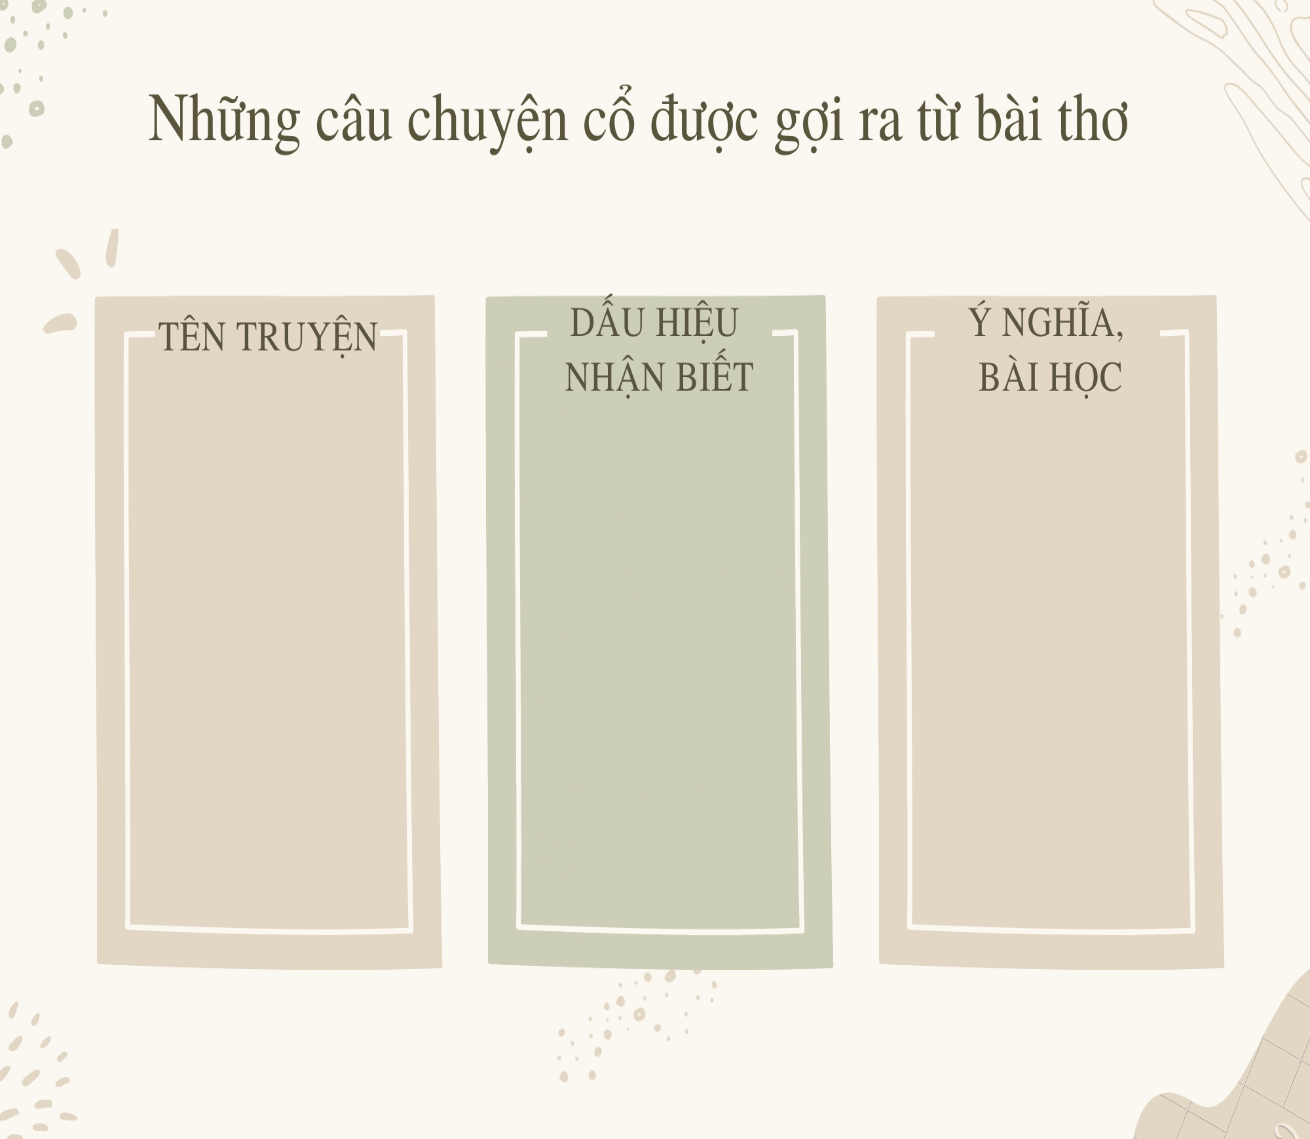 Những câu chuyện cổ được gợi ra từ bài thơ
TÊN TRUYỆN
DẤU HIỆU
NHẬN BIẾT
Ý NGHĨA,
BÀI HỌC